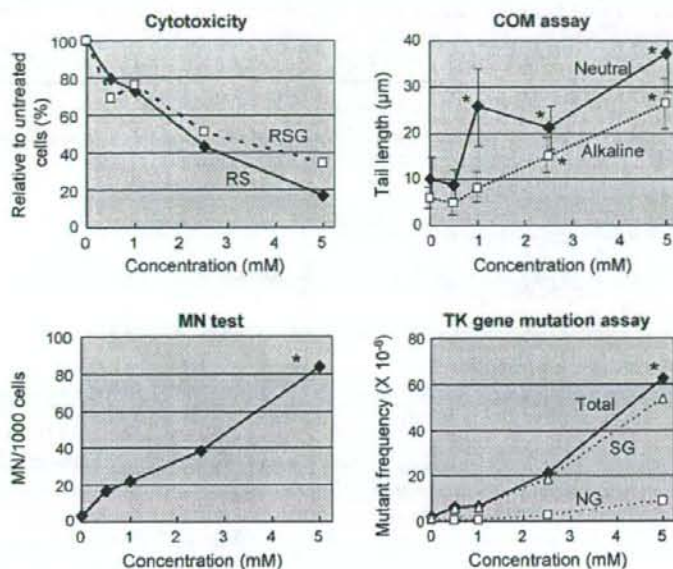 Cytotoxicity
Relative to untreated
cells (%)
100
80
60
40
20
0
RSG
RS
0 1 2 3 4 5
Concentration (mM)
COM assay
Tail length (µm)
40
30
20
10
0
Neutral
Alkaline
* * * * *
0 1 2 3 4 5
Concentration (mM)
MN test
MN/1000 cells
100
80
60
40
20
0
*
0 1 2 3 4 5
Concentration (mM)
TK gene mutation assay
Mutant frequency (X 10⁻⁶)
80
60
40
20
0
*
Total
SG
NG
0 1 2 3 4 5
Concentration (mM)